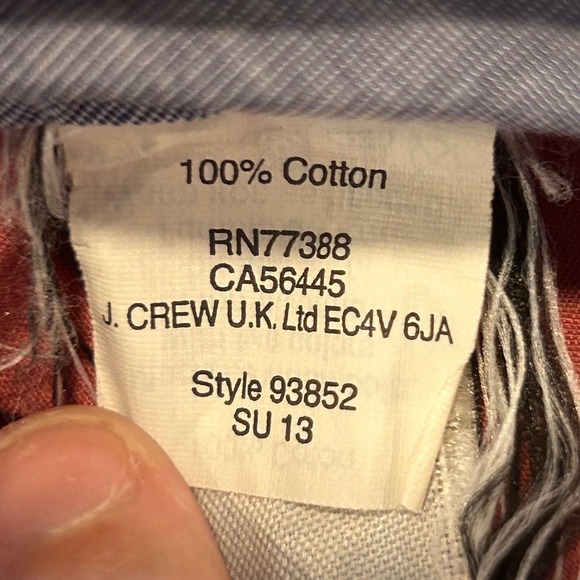 100% Cotton
RN77388
CA56445
J. CREW U.K. Ltd EC4V 6JA
Style 93852
SU 13